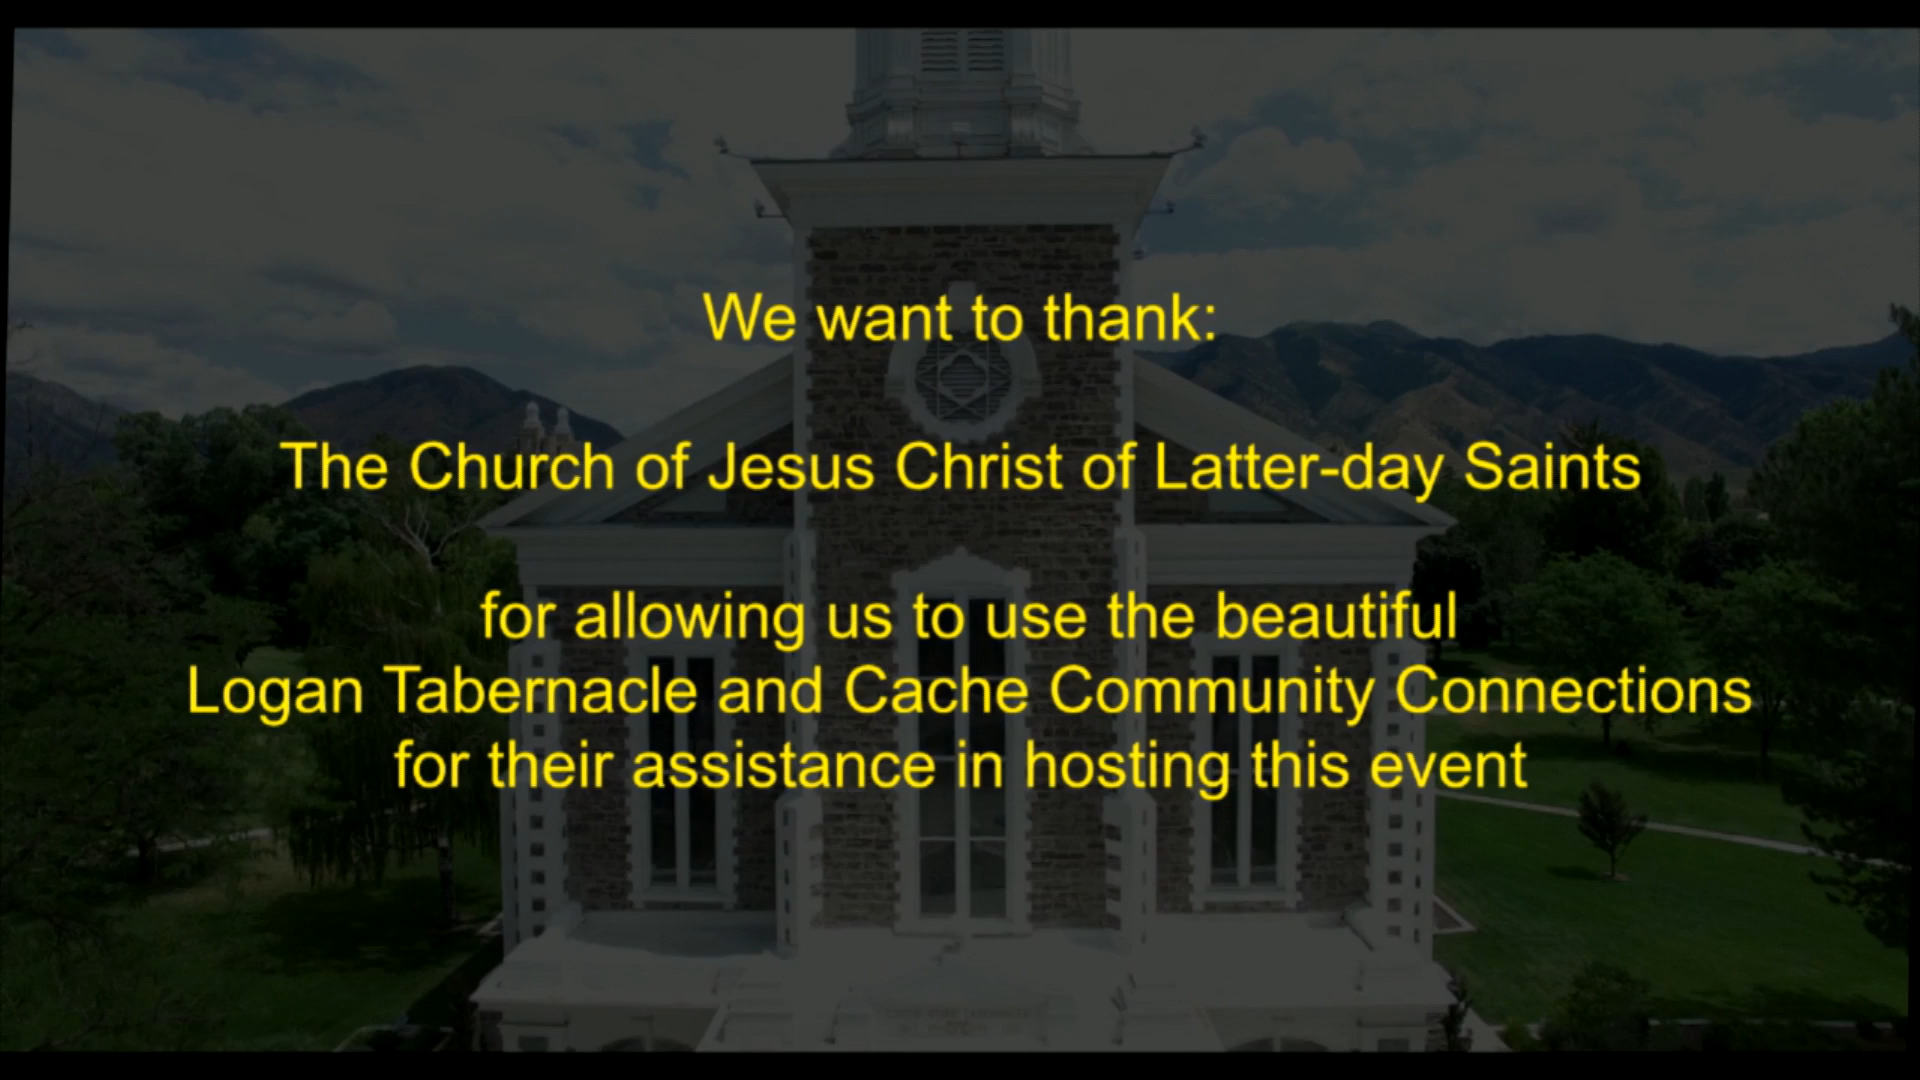 We want to thank:
The Church of Jesus Christ of Latter-day Saints
for allowing us to use the beautiful
Logan Tabernacle and Cache Community Connections
for their assistance in hosting this event